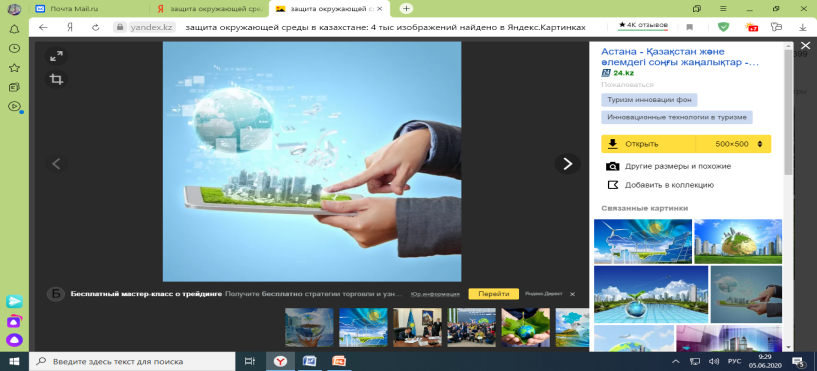 Почта Mail.ru
защита окружающей сре
защита окружающей с
yandex.kz
защита окружающей среды в казахстане: 4 тыс изображений найдено в Яндекс.Картинках
★ 4K отзывов
Астана - Қазақстан және
әлемдегі соңғы жаңалықтар -...
24.kz
Пожаловаться
Туризм инновации фон
Инновационные технологии в туризме
Открыть
500×500
Другие размеры и похожие
Добавить в коллекцию
Связанные картинки
Б
Бесплатный мастер-класс о трейдинге Получите бесплатно стратегии торговли и узн...
Юр.информация
Перейти
Яндекс.Директ
Введите здесь текст для поиска
РУС
9:29
05.06.2020